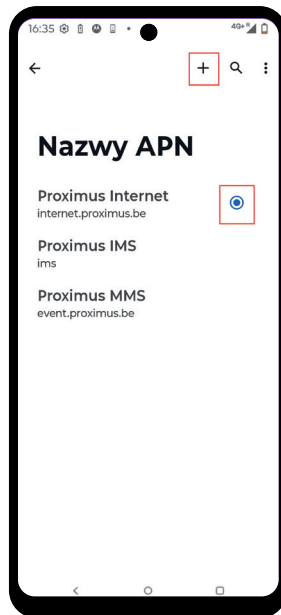 16:35
4G+ R
Nazwy APN
Proximus Internet
internet.proximus.be
Proximus IMS
ims
Proximus MMS
event.proximus.be